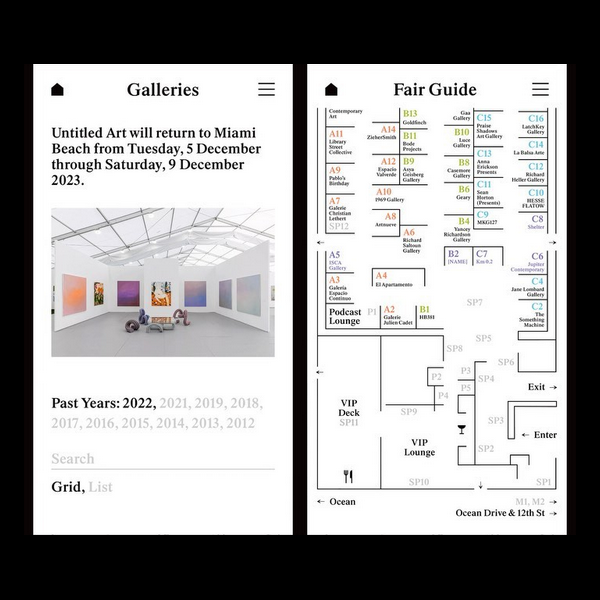 Galleries
Untitled Art will return to Miami
Beach from Tuesday, 5 December
through Saturday, 9 December
2023.
Past Years: 2022, 2021, 2019, 2018,
2017, 2016, 2015, 2014, 2013, 2012
Search
Grid, List
Fair Guide
Contemporary
Art
A11
Library
Street
Collective
A9
Pablo's
Birthday
A7
Galerie
Christian
Lethert
SP12
A5
ISCA
Gallery
A3
Galeria
Espacio
Continuo
Podcast
Lounge
P1
A14
ZieherSmith
A12
Espacio
Valverde
A10
1969 Gallery
A8
Artnueve
A6
Richard
Saltoun
Gallery
A4
El Apartamento
A2
Galerie
Julien Cadet
B13
Goldfinch
B11
Bode
Projects
B9
Asya
Geisberg
Gallery
B1
HB381
Gaa
Gallery
B10
Luce
Gallery
B8
Casemore
Gallery
B6
Geary
B4
Yancey
Richardson
Gallery
B2
[NAME]
C15
Praise
Shadows
Art Gallery
C13
Anna
Erickson
Presents
C11
Sean
Horton
(Presents)
C9
MKG127
C7
Km 0.2
C16
LatchKey
Gallery
C14
La Balsa Arte
C12
Richard
Heller Gallery
C10
HESSE
FLATOW
C8
Shelter
C6
Jupiter
Contemporary
C4
Jane Lombard
Gallery
C2
The
Something
Machine
SP7
SP5
SP8
SP6
P2
P3
SP4
P5
P4
Exit →
VIP
Deck
SP11
SP9
SP3
← Enter
VIP
Lounge
SP2
SP10
SP1
← Ocean
M1, M2 →
Ocean Drive & 12th St →